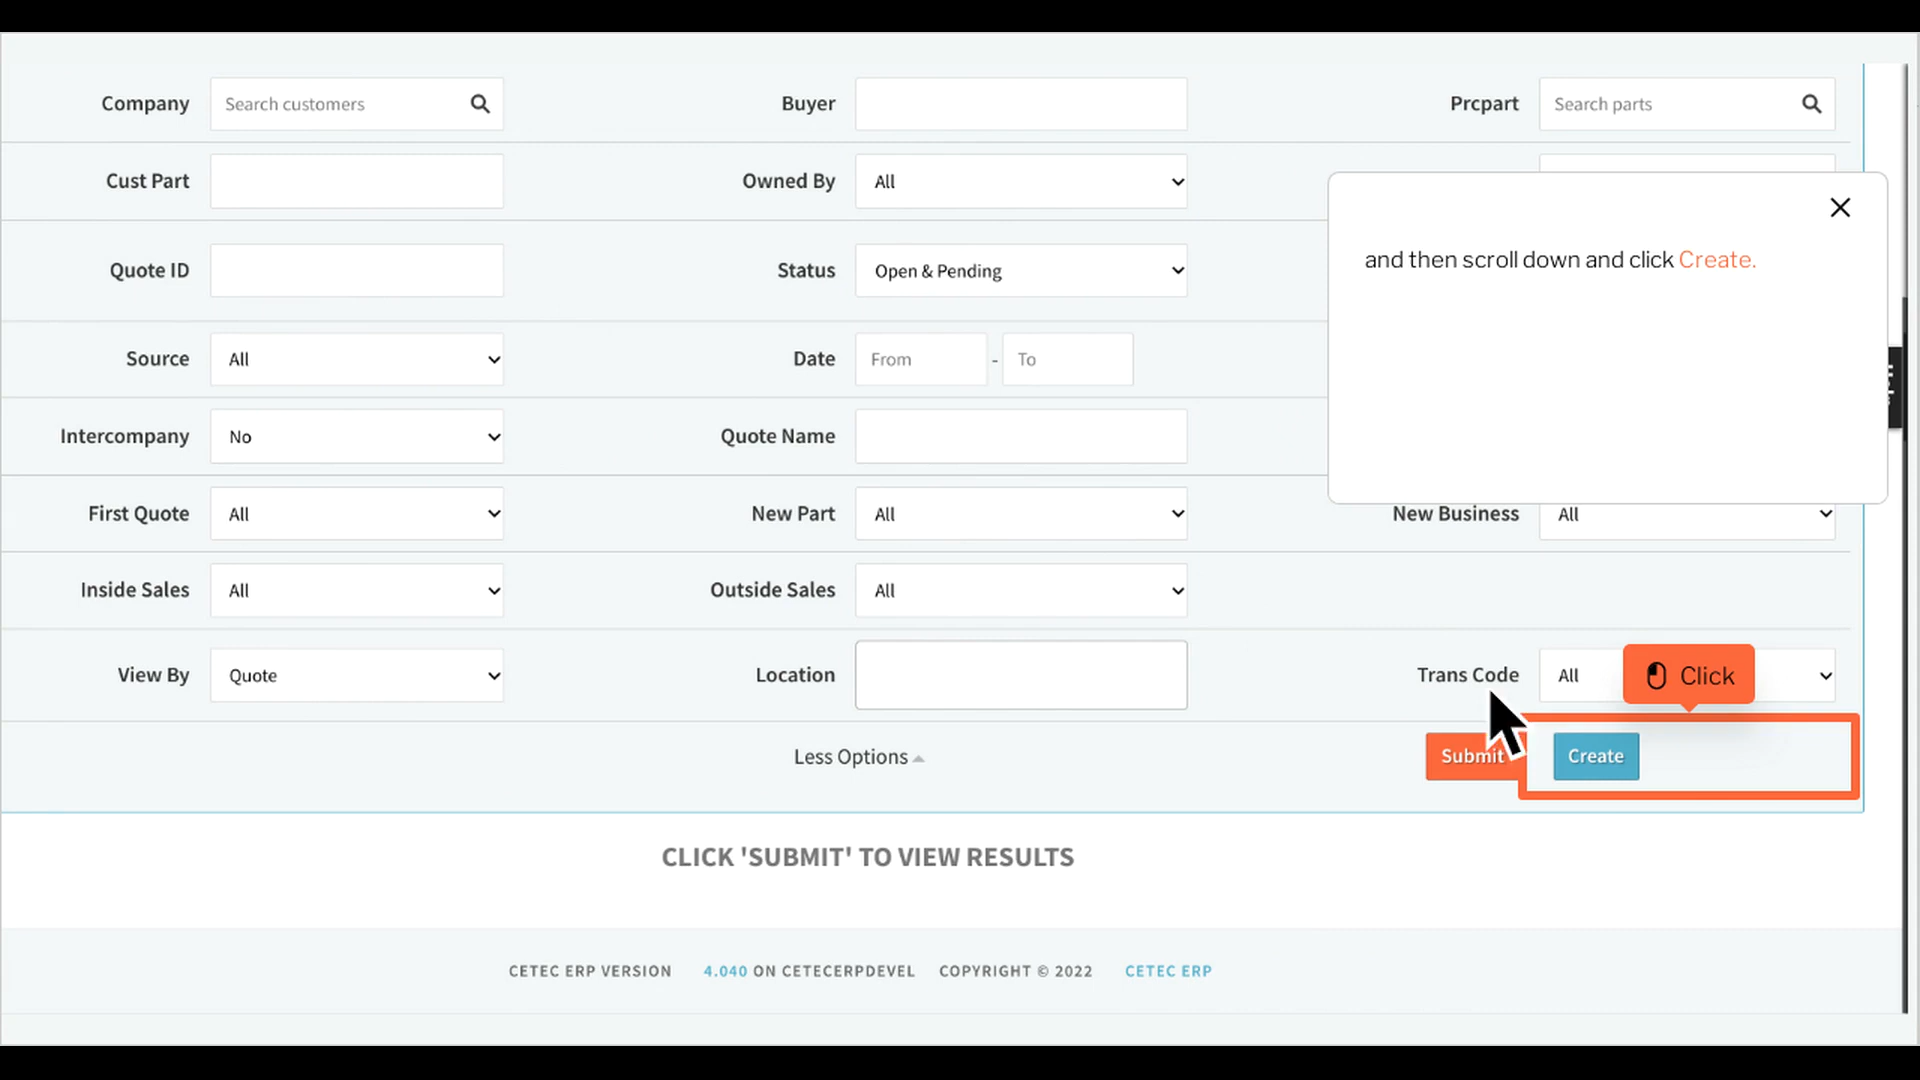 Company Search customers Buyer Prcpart Search parts
Cust Part Owned By All
and then scroll down and click Create.
Quote ID Status Open & Pending
Source All Date From - To
Intercompany No Quote Name
First Quote All New Part All New Business All
Inside Sales All Outside Sales All
View By Quote Location Trans Code All Click
Less Options Submit Create
CLICK 'SUBMIT' TO VIEW RESULTS
CETEC ERP VERSION 4.040 ON CETECERPDEVEL COPYRIGHT © 2022 CETEC ERP